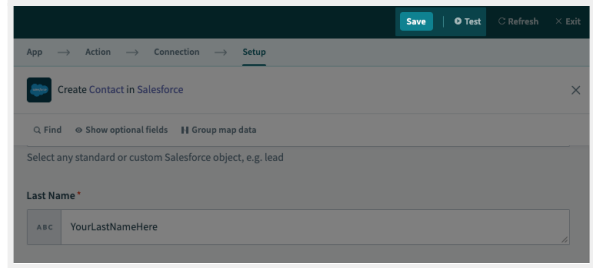 Save Test Refresh Exit
App → Action → Connection → Setup
Create Contact in Salesforce
Find Show optional fields Group map data
Select any standard or custom Salesforce object, e.g. lead
Last Name *
ABC YourLastNameHere